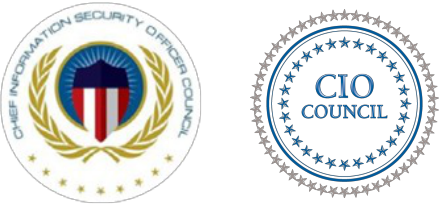 CHIEF INFORMATION SECURITY OFFICER COUNCIL
CIO
COUNCIL